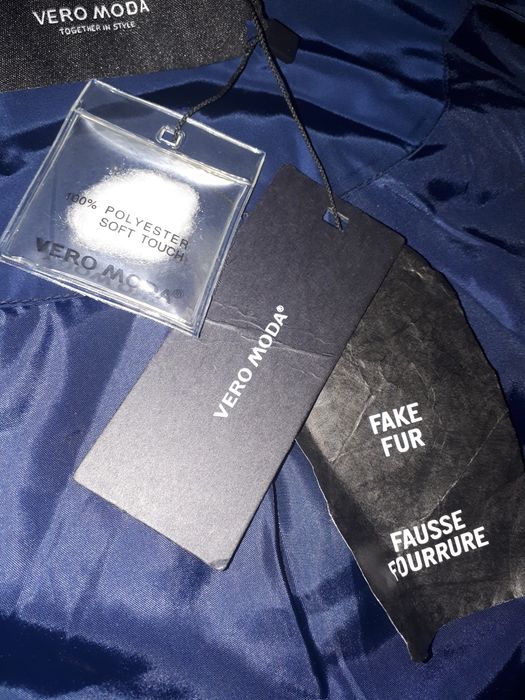 VERO MODA
TOGETHER IN STYLE
100% POLYESTER
SOFT TOUCH
VERO MODA®
VERO MODA®
FAKE
FUR
FAUSSE
FOURRURE